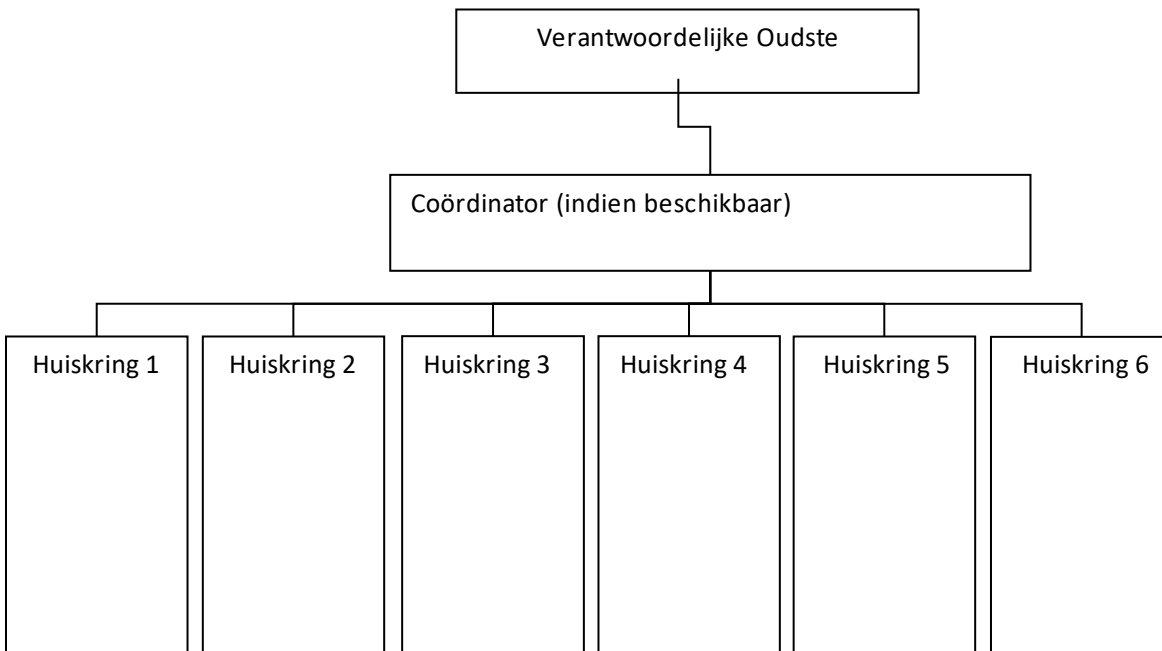 Verantwoordelijke Oudste
Coördinator (indien beschikbaar)
Huiskring 1
Huiskring 2
Huiskring 3
Huiskring 4
Huiskring 5
Huiskring 6